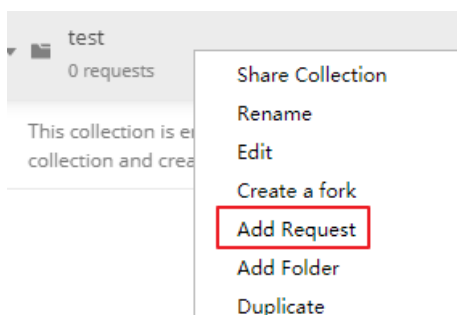 test
0 requests
This collection is
collection and
Share Collection
Rename
Edit
Create a fork
Add Request
Add Folder
Duplicate